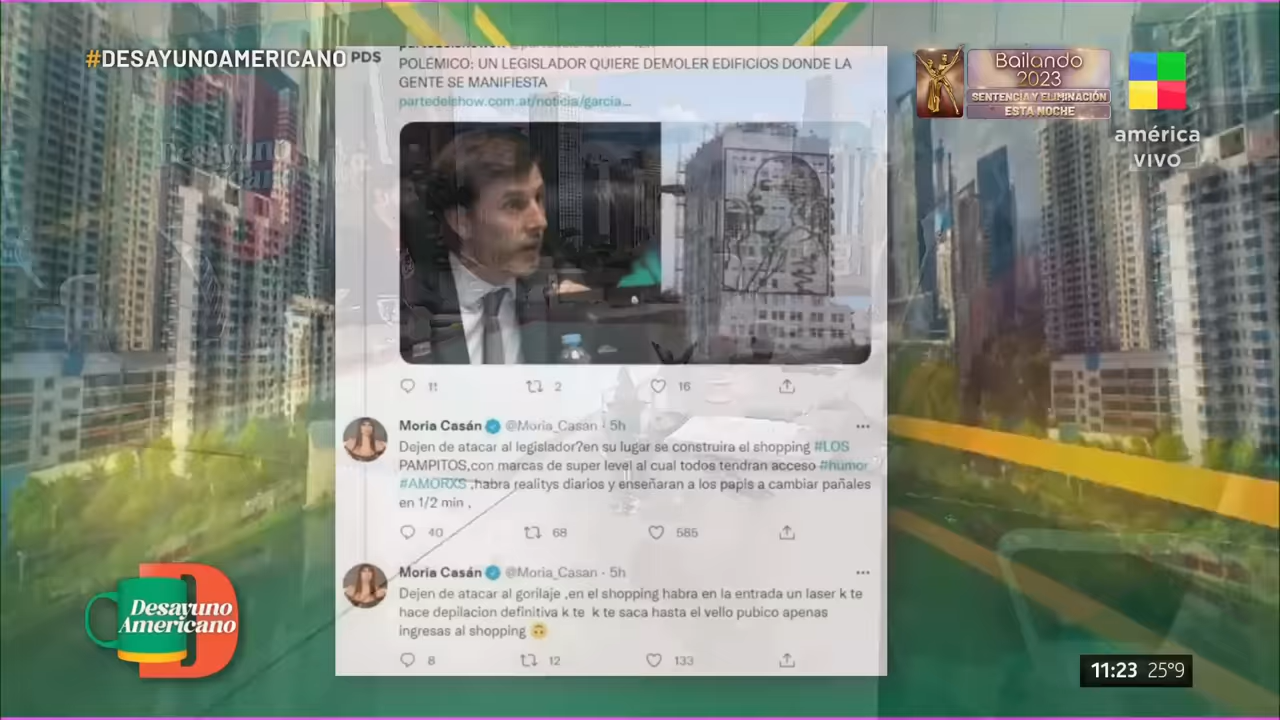 #DESAYUNOAMERICANO
PDS
POLÉMICO: UN LEGISLADOR QUIERE DEMOLER EDIFICIOS DONDE LA
GENTE SE MANIFIESTA
partedelshow.com.ar/noticia/garcia...
11 2 16
Moria Casán @Moria_Casan · 5h
Dejen de atacar al legislador?en su lugar se construira el shopping #LOS
PAMPITOS,con marcas de super level al cual todos tendran acceso #humor
#AMORXS ,habra realitys diarios y enseñaran a los papis a cambiar pañales
en 1/2 min ,
40 68 585
Moria Casán @Moria_Casan · 5h
Dejen de atacar al gorilaje ,en el shopping habra en la entrada un laser k te
hace depilacion definitiva k te k te saca hasta el vello pubico apenas
ingresas al shopping
8 12 133
Bailando
2023
SENTENCIA Y ELIMINACIÓN
ESTA NOCHE
américa
VIVO
Desayuno
Americano
11:23 25°9